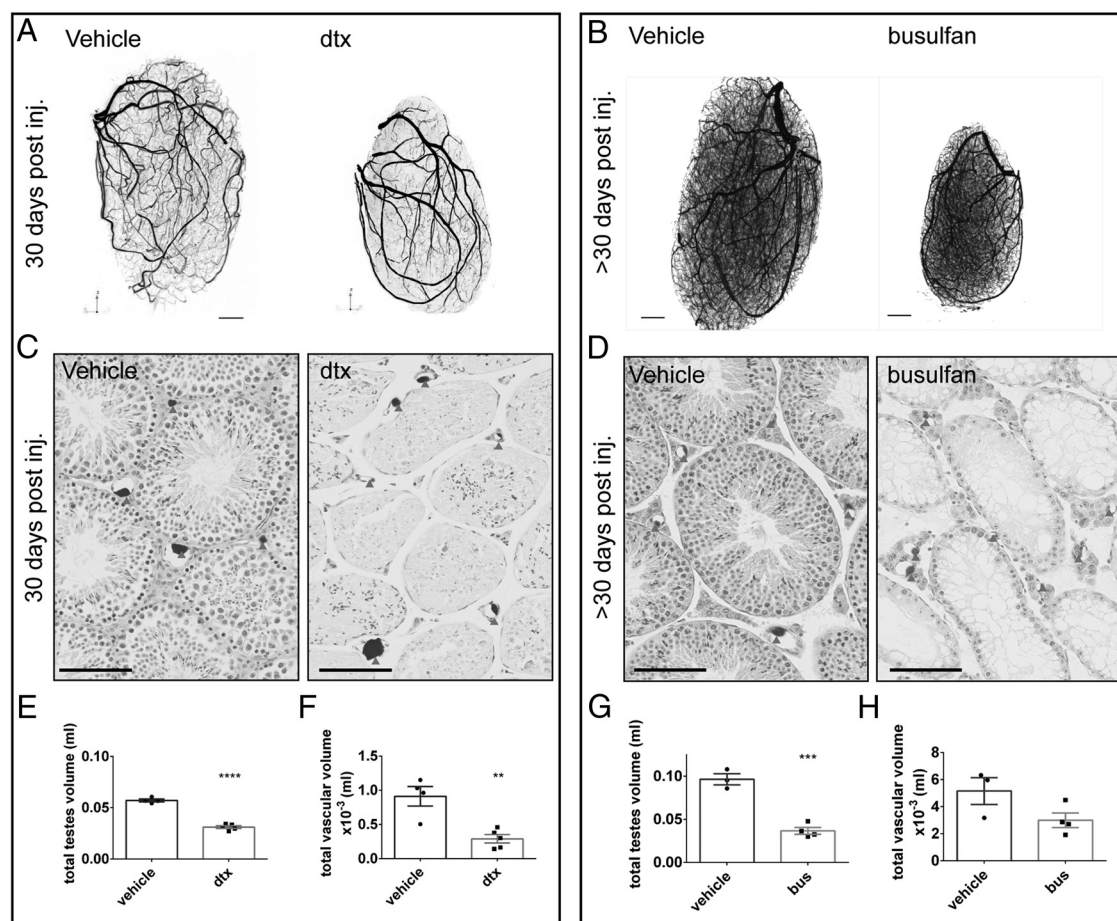 A
Vehicle
dtx
30 days post inj.
B
Vehicle
busulfan
>30 days post inj.
C
Vehicle
dtx
30 days post inj.
D
Vehicle
busulfan
>30 days post inj.
E
total testes volume (ml)
0.10
0.05
0.00
****
vehicle
dtx
F
total vascular volume
x10⁻³ (ml)
1.5
1.0
0.5
0.0
**
vehicle
dtx
G
total testes volume (ml)
0.10
0.05
0.00
***
vehicle
bus
H
total vascular volume
x10⁻³ (ml)
8
6
4
2
0
vehicle
bus